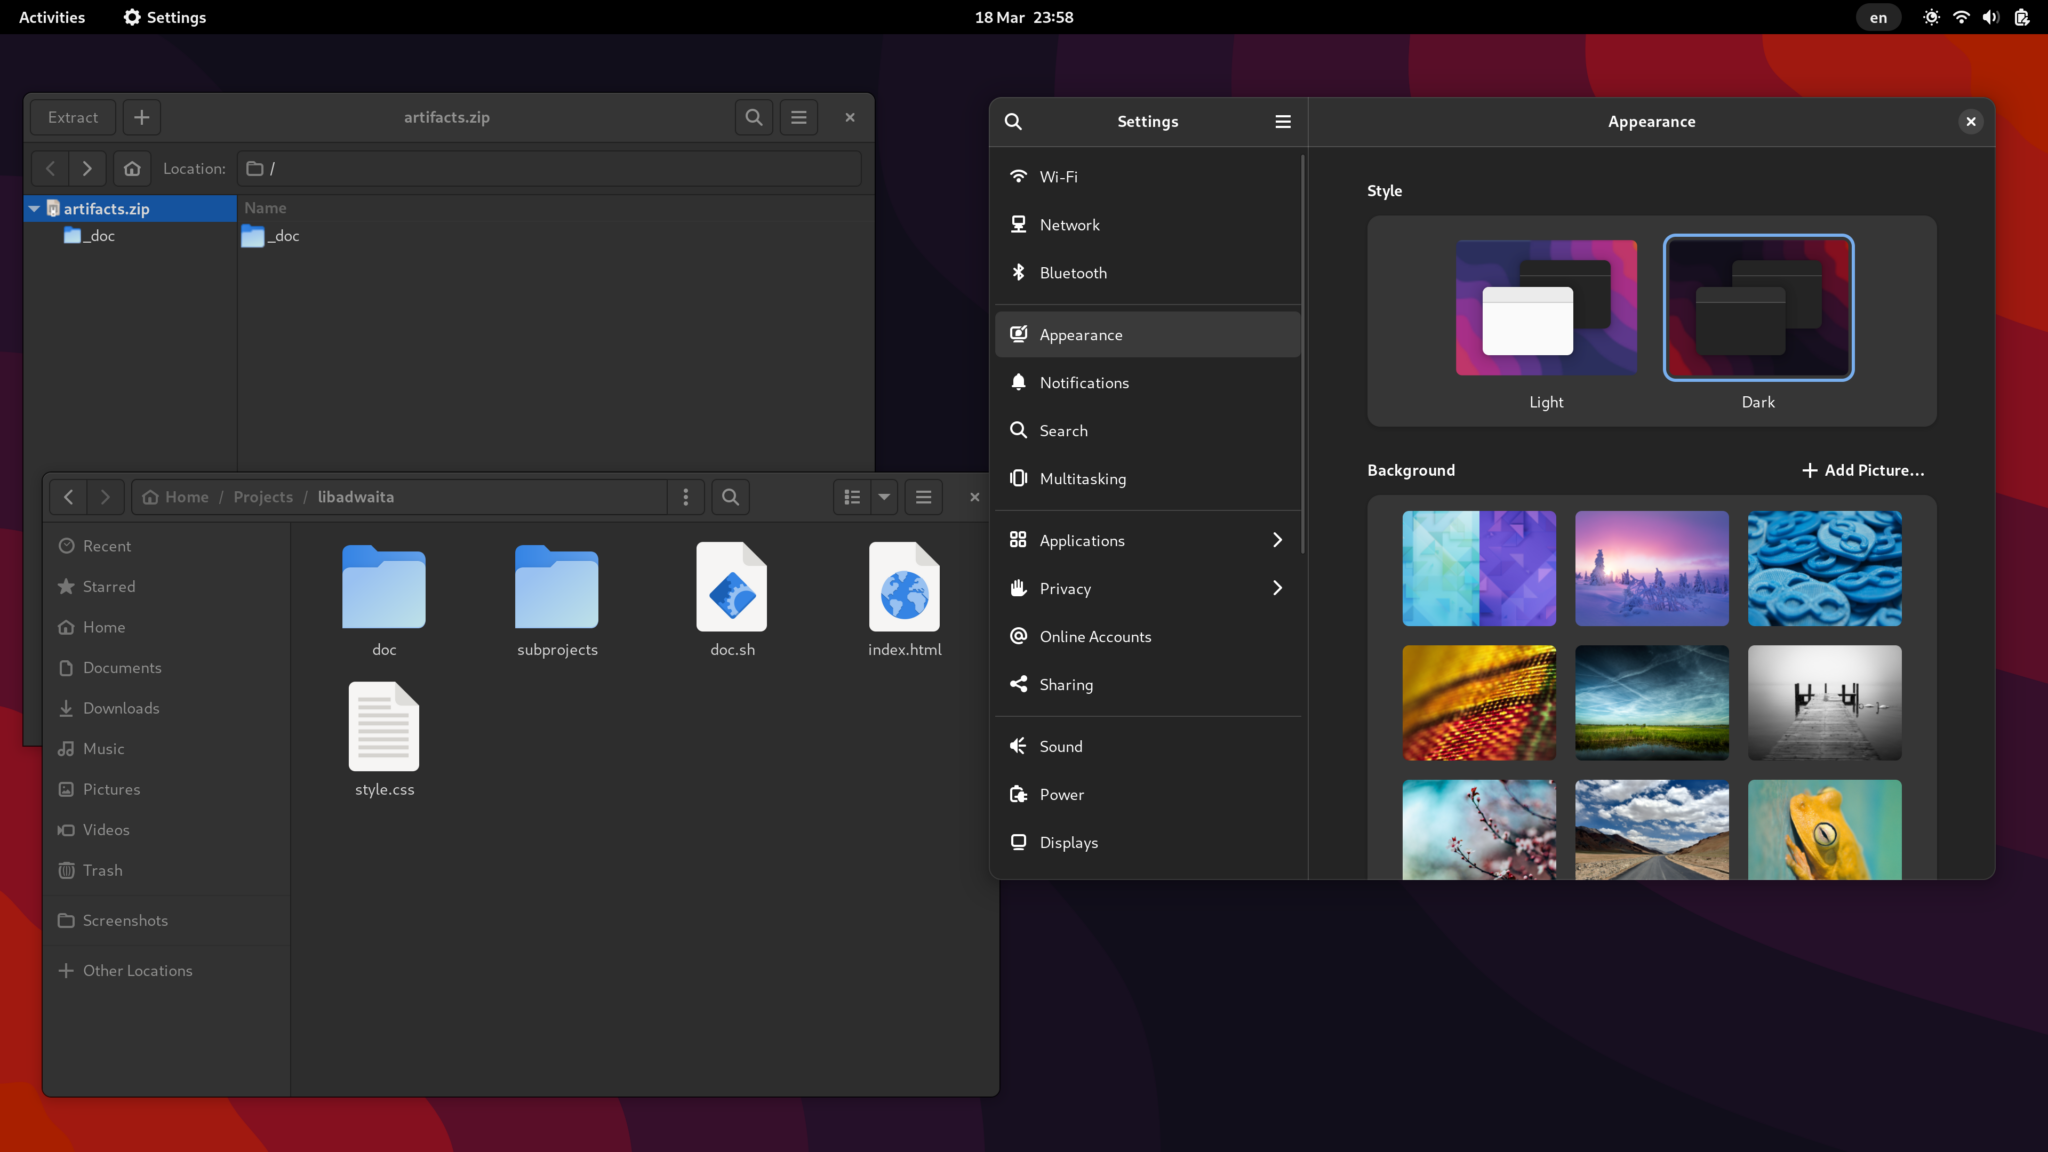 Activities Settings 18 Mar 23:58 en
Extract artifacts.zip
Location: /
artifacts.zip Name
_doc _doc
Home / Projects / libadwaita
Recent
Starred
Home
Documents
Downloads
Music
Pictures
Videos
Trash
Screenshots
Other Locations
doc subprojects doc.sh index.html
style.css
Settings
Wi-Fi
Network
Bluetooth
Appearance
Notifications
Search
Multitasking
Applications
Privacy
Online Accounts
Sharing
Sound
Power
Displays
Appearance
Style
Light Dark
Background Add Picture…